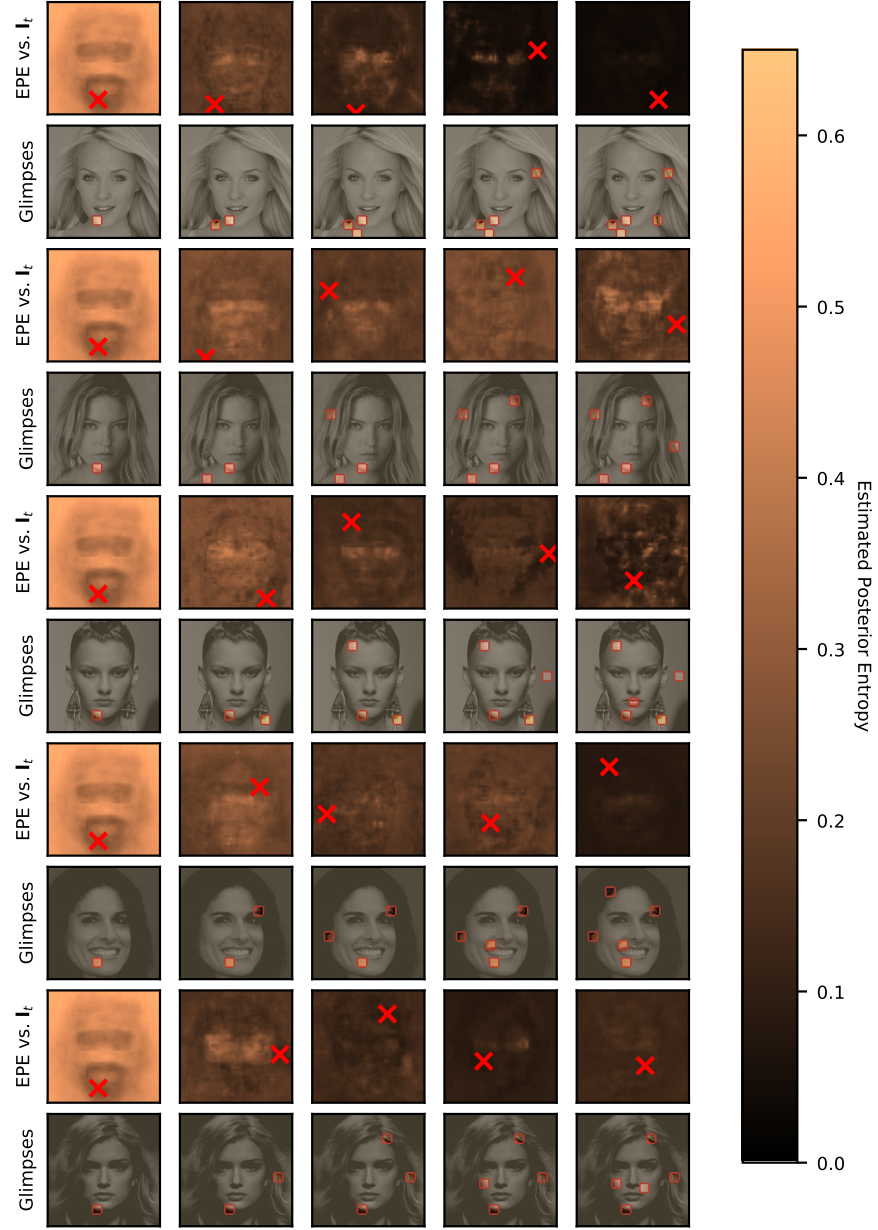 EPE vs. I_t
Glimpses
EPE vs. I_t
Glimpses
EPE vs. I_t
Glimpses
EPE vs. I_t
Glimpses
EPE vs. I_t
Glimpses
0.6
0.5
0.4
0.3
0.2
0.1
0.0
Estimated Posterior Entropy